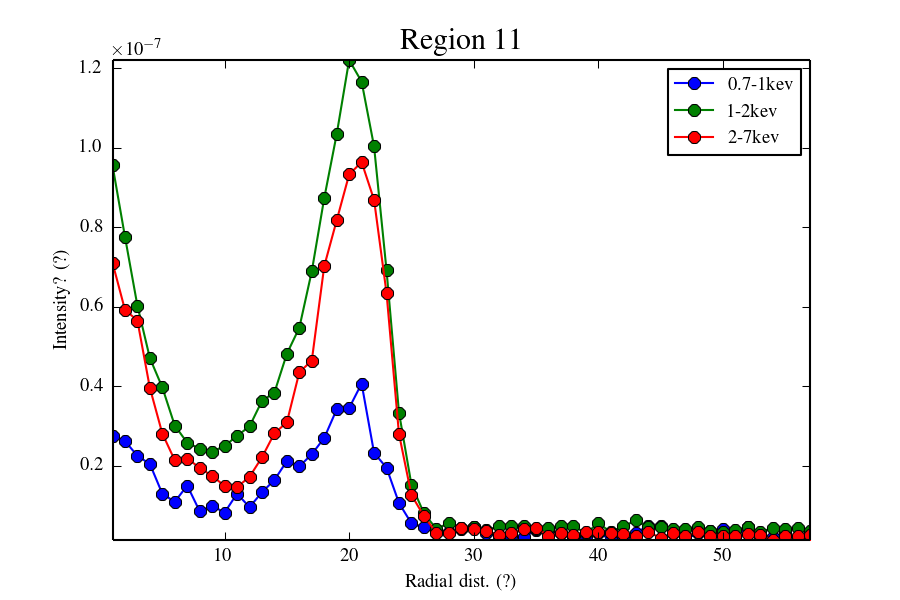 Region 11
×10⁻⁷
1.2
1.0
0.8
0.6
0.4
0.2
Intensity? (?)
0.7-1kev
1-2kev
2-7kev
10 20 30 40 50
Radial dist. (?)